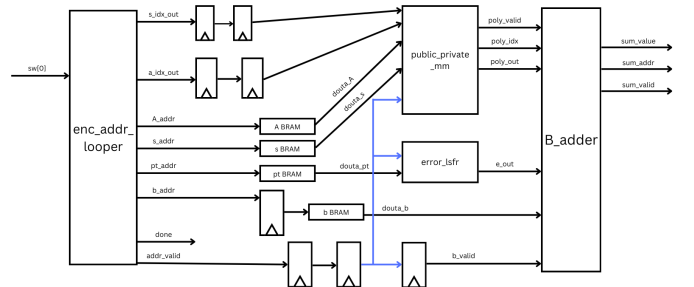 s_idx_out
a_idx_out
sw[0]
enc_addr_
looper
A_addr
s_addr
pt_addr
b_addr
done
addr_valid
A BRAM
s BRAM
pt BRAM
b BRAM
douta_A
douta_s
douta_pt
douta_b
public_private
_mm
error_lsfr
poly_valid
poly_idx
poly_out
e_out
b_valid
B_adder
sum_value
sum_addr
sum_valid